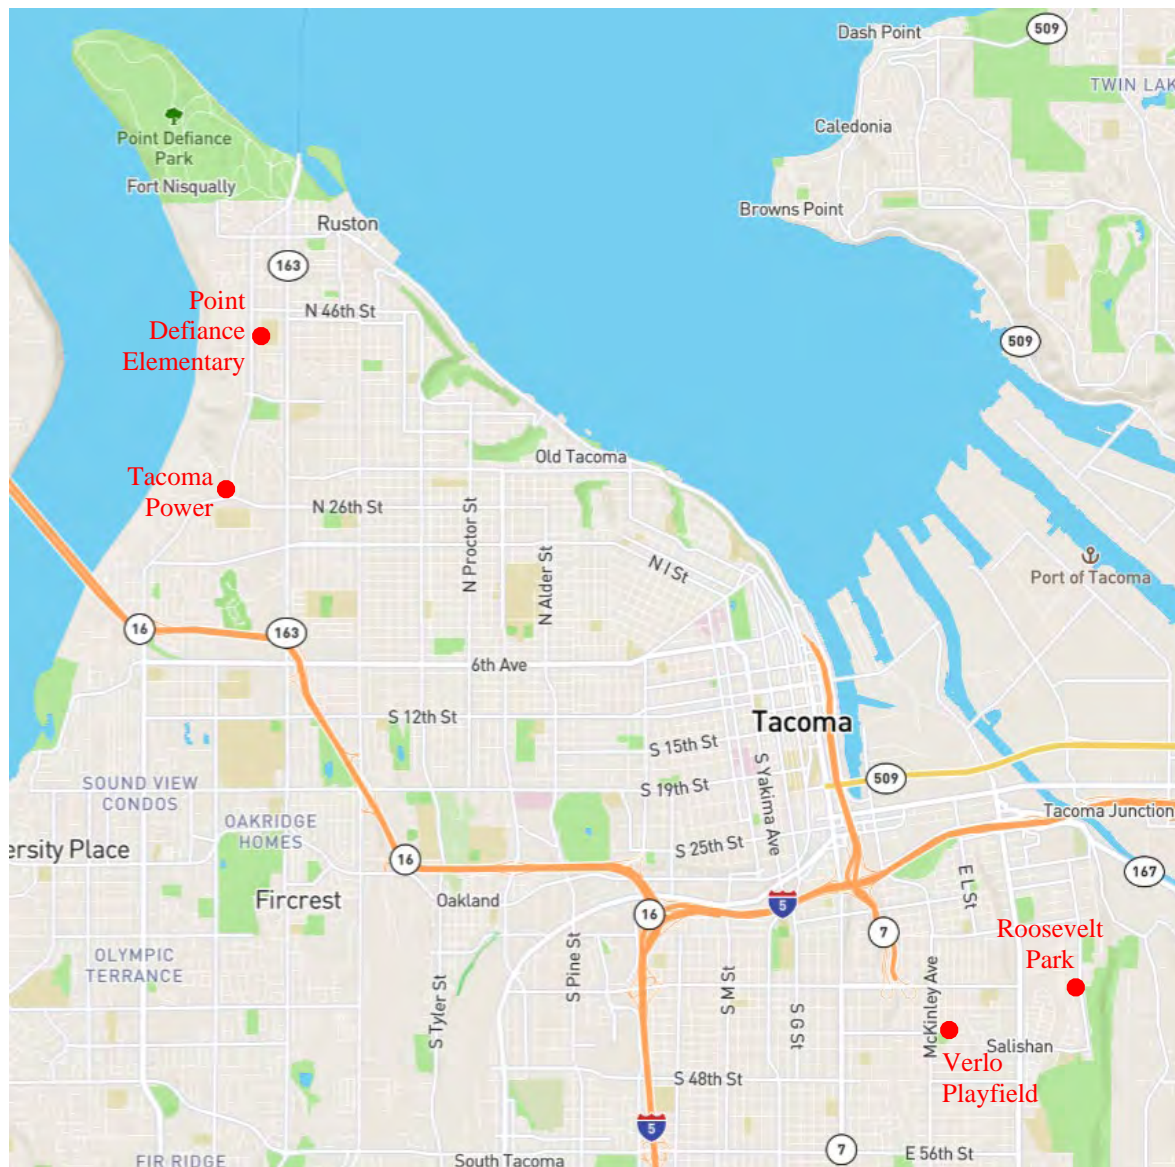 Dash Point
509
TWIN LAK
Point Defiance
Park
Fort Nisqually
Caledonia
Browns Point
Ruston
163
Point
Defiance
Elementary
N 46th St
509
Old Tacoma
Tacoma
Power
N 26th St
N Proctor St
N Alder St
N I St
Port of Tacoma
16
163
6th Ave
S 12th St
Tacoma
S 15th St
S Yakima Ave
S 19th St
509
SOUND VIEW
CONDOS
OAKRIDGE
HOMES
Tacoma Junction
ersity Place
S 25th St
16
E L St
167
Fircrest
Oakland
16
5
7
Roosevelt
Park
OLYMPIC
TERRANCE
S Pine St
S Tyler St
S M St
S G St
McKinley Ave
Salishan
Verlo
Playfield
S 48th St
5
7
E 56th St
FIR RIDGE
South Tacoma